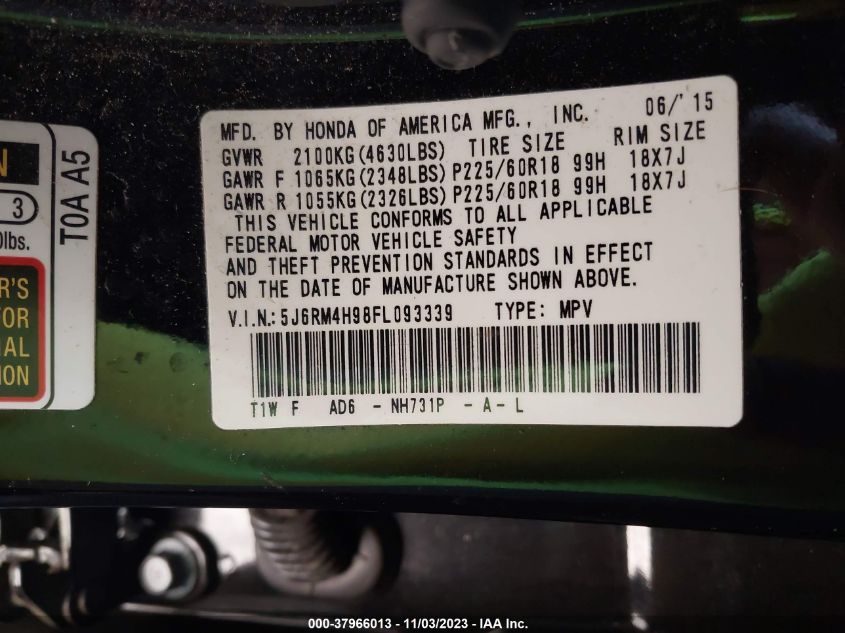 MFD. BY HONDA OF AMERICA MFG., INC. 06/'15
GVWR 2100KG(4630LBS) TIRE SIZE RIM SIZE
GAWR F 1065KG(2348LBS) P225/60R18 99H 18X7J
GAWR R 1055KG(2326LBS) P225/60R18 99H 18X7J
THIS VEHICLE CONFORMS TO ALL APPLICABLE
FEDERAL MOTOR VEHICLE SAFETY
AND THEFT PREVENTION STANDARDS IN EFFECT
ON THE DATE OF MANUFACTURE SHOWN ABOVE.
V.I.N.: 5J6RM4H98FL093339 TYPE: MPV
T1W F AD6 - NH731P - A - L
T0A A5
N
3
0lbs.
R'S
FOR
IAL
ION
000-37966013 - 11/03/2023 - IAA Inc.